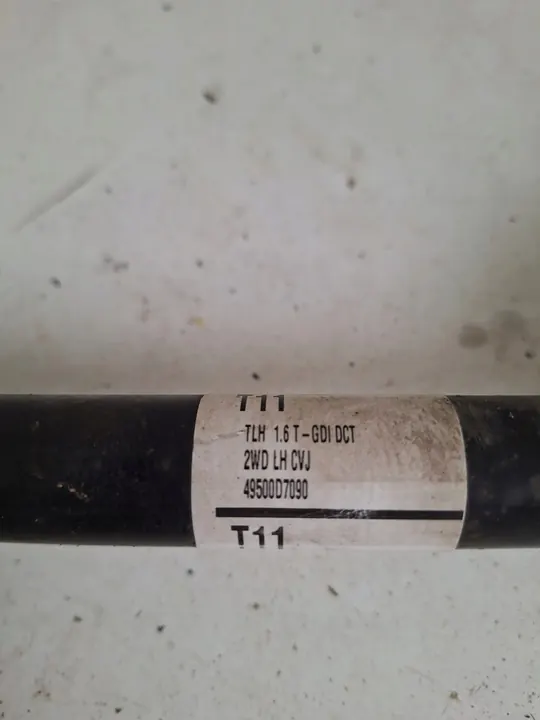 T11
TLH 1.6 T-GDI DCT
2WD LH CVJ
49500D7090
T11